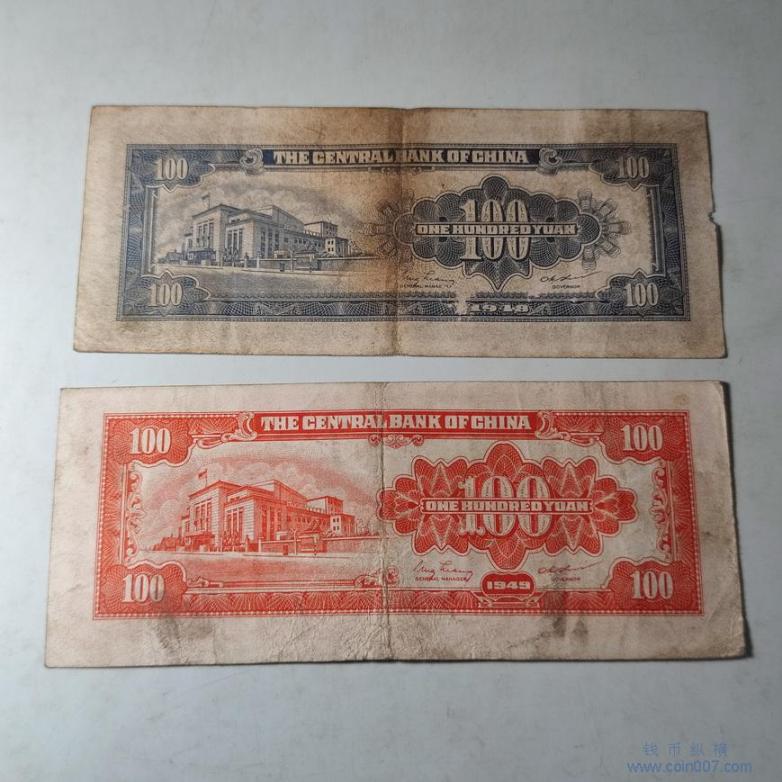 THE CENTRAL BANK OF CHINA
100
100
100
ONE HUNDRED YUAN
100
100
GENERAL MANAGER
GOVERNOR
THE CENTRAL BANK OF CHINA
100
100
100
ONE HUNDRED YUAN
100
100
GENERAL MANAGER
1949
GOVERNOR
钱币纵横
www.coin007.com